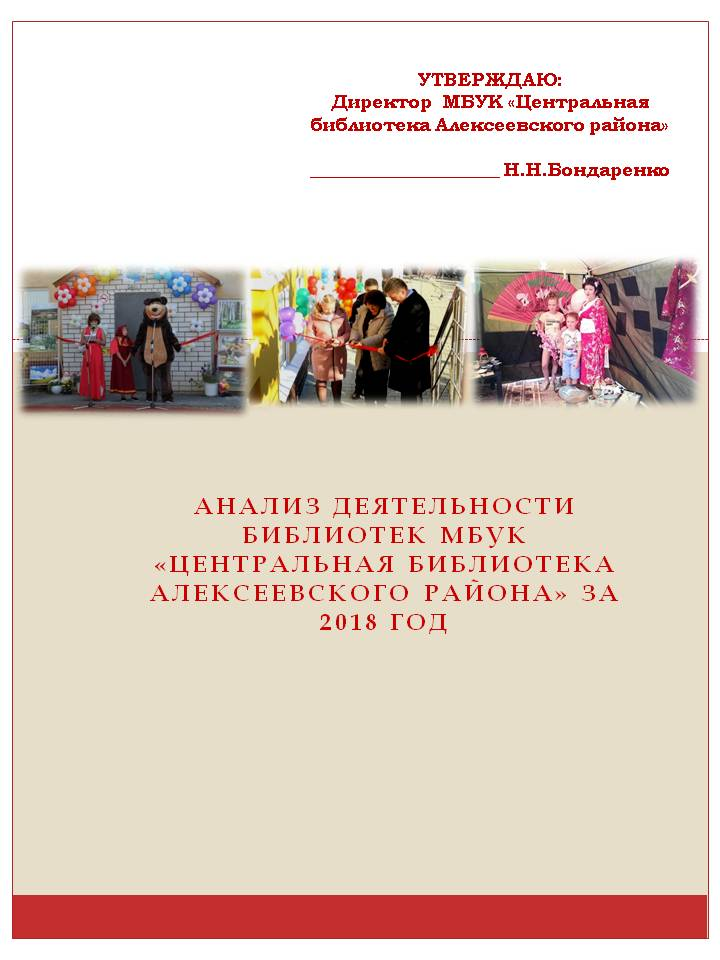 УТВЕРЖДАЮ:
Директор МБУК «Центральная
библиотека Алексеевского района»
____________________ Н.Н.Бондаренко
АНАЛИЗ ДЕЯТЕЛЬНОСТИ
БИБЛИОТЕК МБУК
«ЦЕНТРАЛЬНАЯ БИБЛИОТЕКА
АЛЕКСЕЕВСКОГО РАЙОНА» ЗА
2018 ГОД